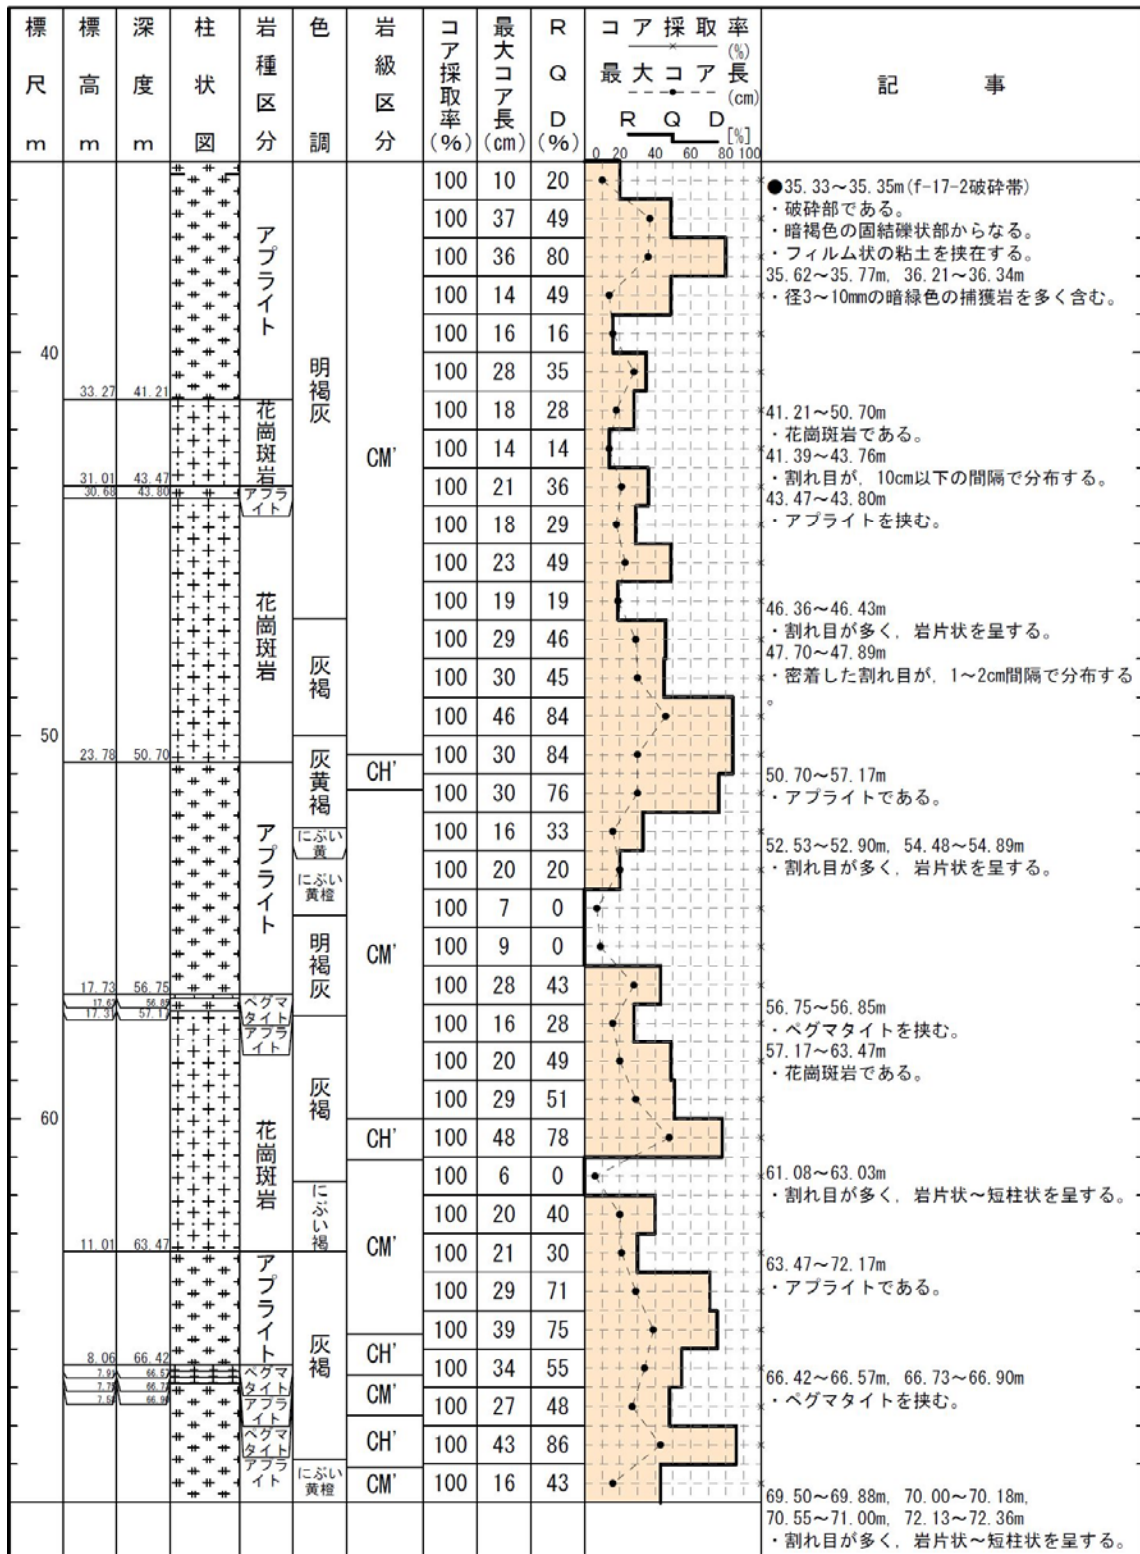 標尺m
標高m
深度m
柱状図
岩種区分
色調
岩級区分
コア採取率(%)
最大コア長(cm)
RQD(%)
コア採取率(%)
最大コア長(cm)
RQD[%]
0 20 40 60 80 100
記事
40
50
60
33.27 41.21
31.01 43.47
30.68 43.80
23.78 50.70
17.73 56.75
8.06 66.42
11.01 63.47
アプライト
花崗斑岩
アプライト
花崗斑岩
アプライト
ペグマタイト
アプライト
花崗斑岩
アプライト
ペグマタイト
アプライト
ペグマタイト
アプライト
明褐灰
灰褐
灰黄褐
にぶい黄
にぶい黄橙
明褐灰
灰褐
にぶい褐
灰褐
にぶい黄橙
CM'
CH'
CM'
CH'
CM'
CH'
CM'
CH'
CM'
100 10 20
100 37 49
100 36 80
100 14 49
100 16 16
100 28 35
100 18 28
100 14 14
100 21 36
100 18 29
100 23 49
100 19 19
100 29 46
100 30 45
100 46 84
100 30 84
100 30 76
100 16 33
100 20 20
100 7 0
100 9 0
100 28 43
100 16 28
100 20 49
100 29 51
100 48 78
100 6 0
100 20 40
100 21 30
100 29 71
100 39 75
100 34 55
100 27 48
100 43 86
100 16 43
●35.33～35.35m(f-17-2破砕帯)
・破砕部である。
・暗褐色の固結礫状部からなる。
・フィルム状の粘土を挟在する。
35.62～35.77m, 36.21～36.34m
・径3～10mmの暗緑色の捕獲岩を多く含む。
41.21～50.70m
・花崗斑岩である。
41.39～43.76m
・割れ目が, 10cm以下の間隔で分布する。
43.47～43.80m
・アプライトを挟む。
46.36～46.43m
・割れ目が多く, 岩片状を呈する。
47.70～47.89m
・密着した割れ目が, 1～2cm間隔で分布する
。
50.70～57.17m
・アプライトである。
52.53～52.90m, 54.48～54.89m
・割れ目が多く, 岩片状を呈する。
56.75～56.85m
・ペグマタイトを挟む。
57.17～63.47m
・花崗斑岩である。
61.08～63.03m
・割れ目が多く, 岩片状～短柱状を呈する。
63.47～72.17m
・アプライトである。
66.42～66.57m, 66.73～66.90m
・ペグマタイトを挟む。
69.50～69.88m, 70.00～70.18m,
70.55～71.00m, 72.13～72.36m
・割れ目が多く, 岩片状～短柱状を呈する。